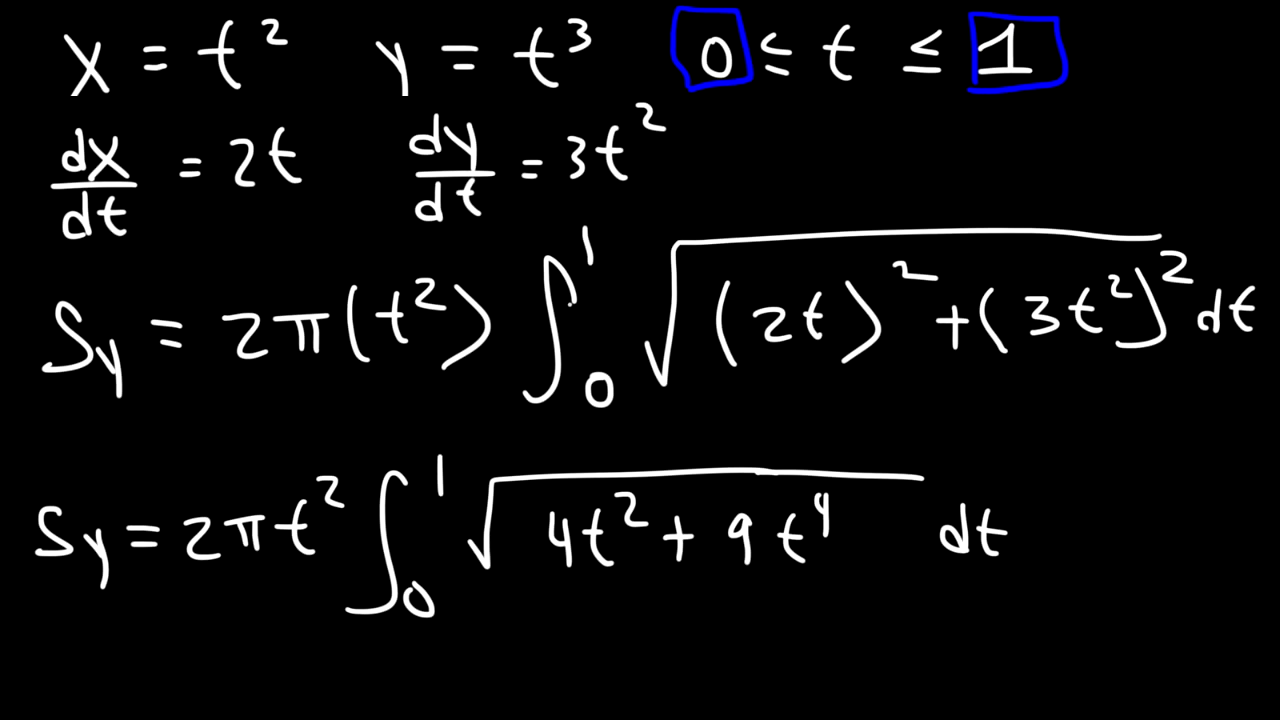 x = t² y = t³ 0 ≤ t ≤ 1
dx/dt = 2t dy/dt = 3t²
Sy = 2π(t²) ∫₀¹ √((2t)² + (3t²)²) dt
Sy = 2πt² ∫₀¹ √(4t² + 9t⁴) dt